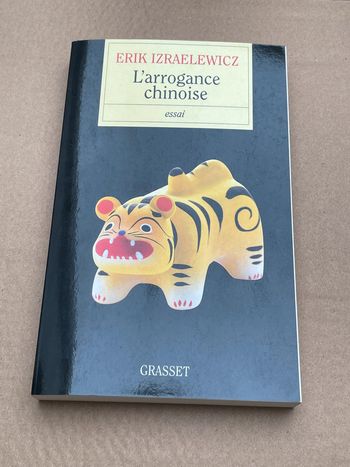 ERIK IZRAELEWICZ
L'arrogance
chinoise
essai
GRASSET